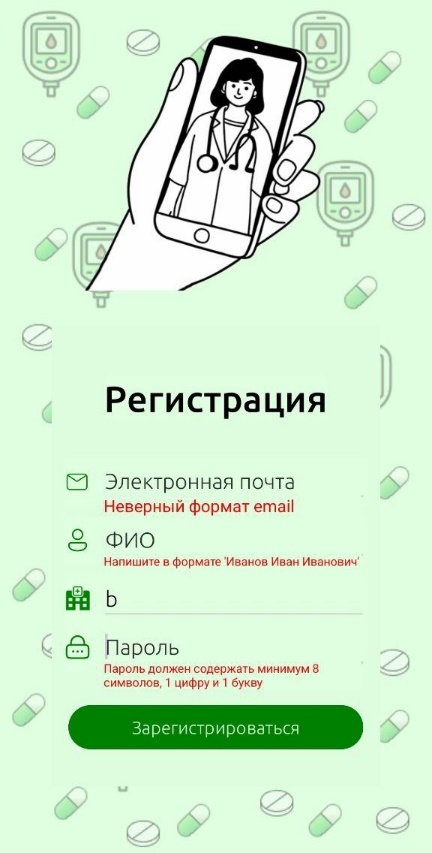 Регистрация
Электронная почта
Неверный формат email
ФИО
Напишите в формате 'Иванов Иван Иванович'
b
Пароль
Пароль должен содержать минимум 8
символов, 1 цифру и 1 букву
Зарегистрироваться